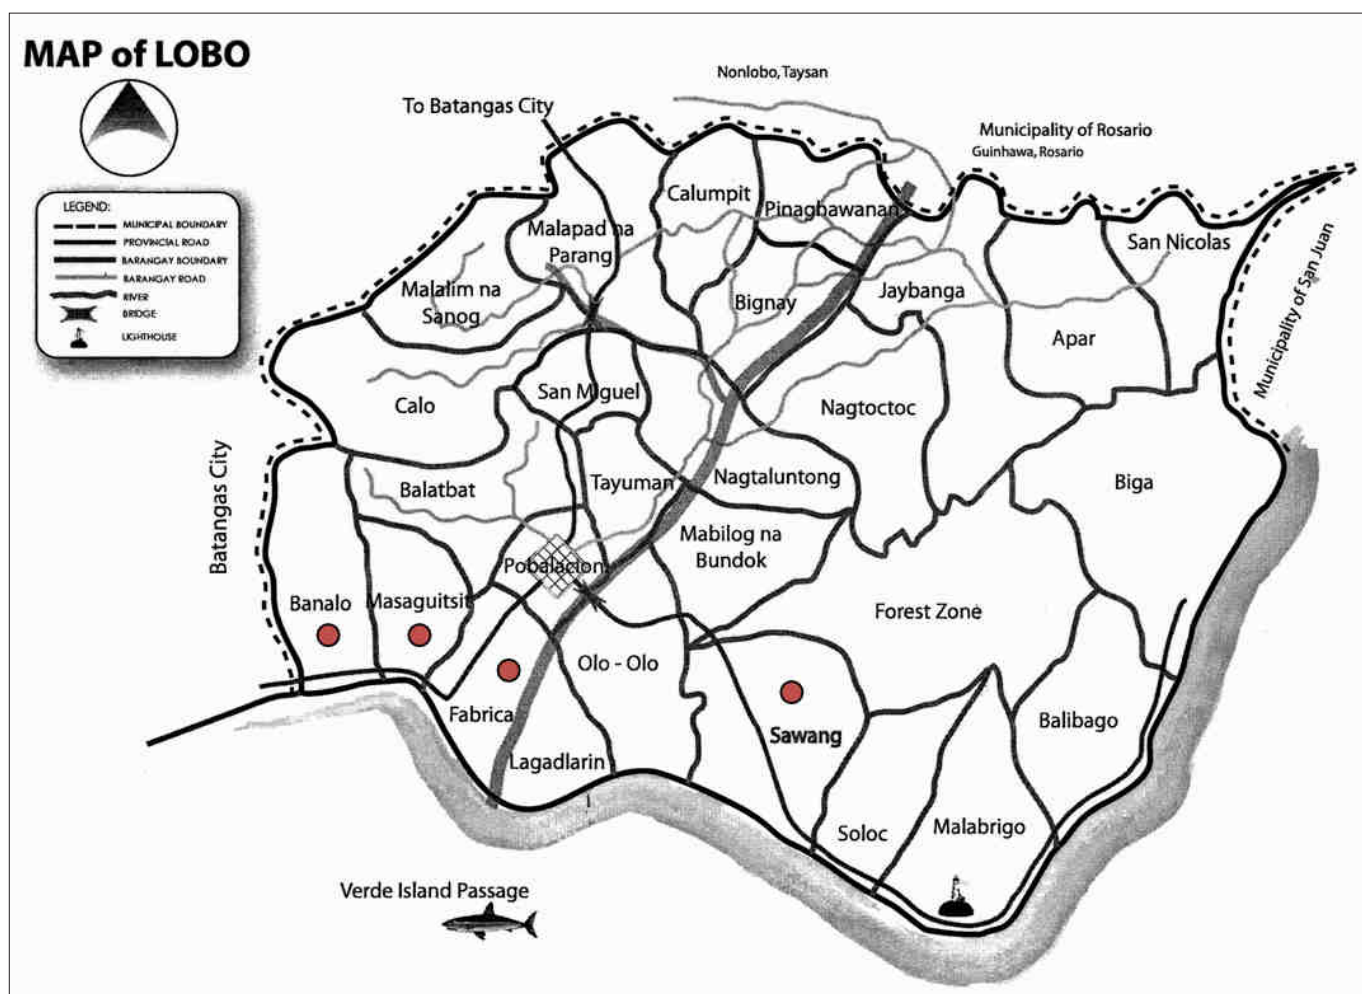 MAP of LOBO
Nonlobo, Taysan
To Batangas City
Municipality of Rosario
Guinhawa, Rosario
LEGEND:
MUNICIPAL BOUNDARY
PROVINCIAL ROAD
BARANGAY BOUNDARY
BARANGAY ROAD
RIVER
BRIDGE
LIGHTHOUSE
Calumpit
Pinagbawanan
Malapad na
Parang
San Nicolas
Municipality of San Juan
Malalim na
Sanog
Bignay
Jaybanga
Apar
San Miguel
Calo
Nagtoctoc
Batangas City
Balatbat
Tayuman
Nagtaluntong
Biga
Mabilog na
Bundok
Pobalacion
Banalo
Masaguitsit
Forest Zone
Olo - Olo
Fabrica
Sawang
Balibago
Lagadlarin
Soloc
Malabrigo
Verde Island Passage